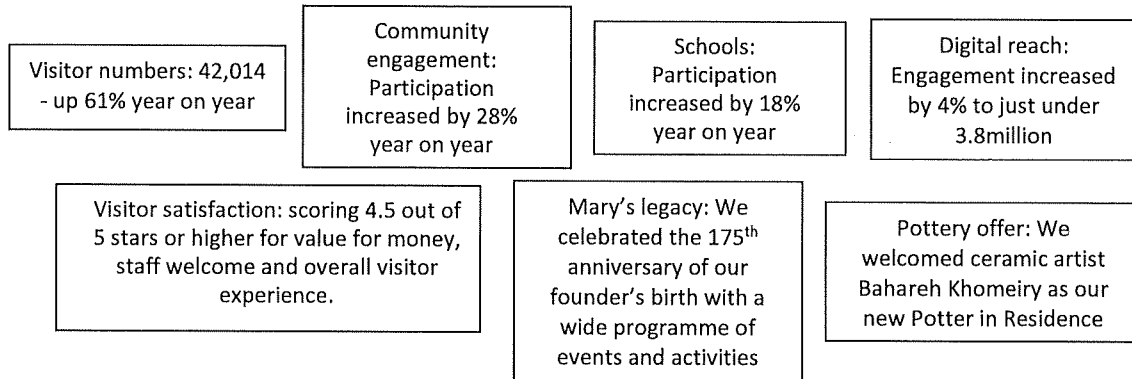 Visitor numbers: 42,014
- up 61% year on year
Community
engagement:
Participation
increased by 28%
year on year
Schools:
Participation
increased by 18%
year on year
Digital reach:
Engagement increased
by 4% to just under
3.8million
Visitor satisfaction: scoring 4.5 out of
5 stars or higher for value for money,
staff welcome and overall visitor
experience.
Mary’s legacy: We
celebrated the 175th
anniversary of our
founder’s birth with a
wide programme of
events and activities
Pottery offer: We
welcomed ceramic artist
Bahareh Khomeiry as our
new Potter in Residence